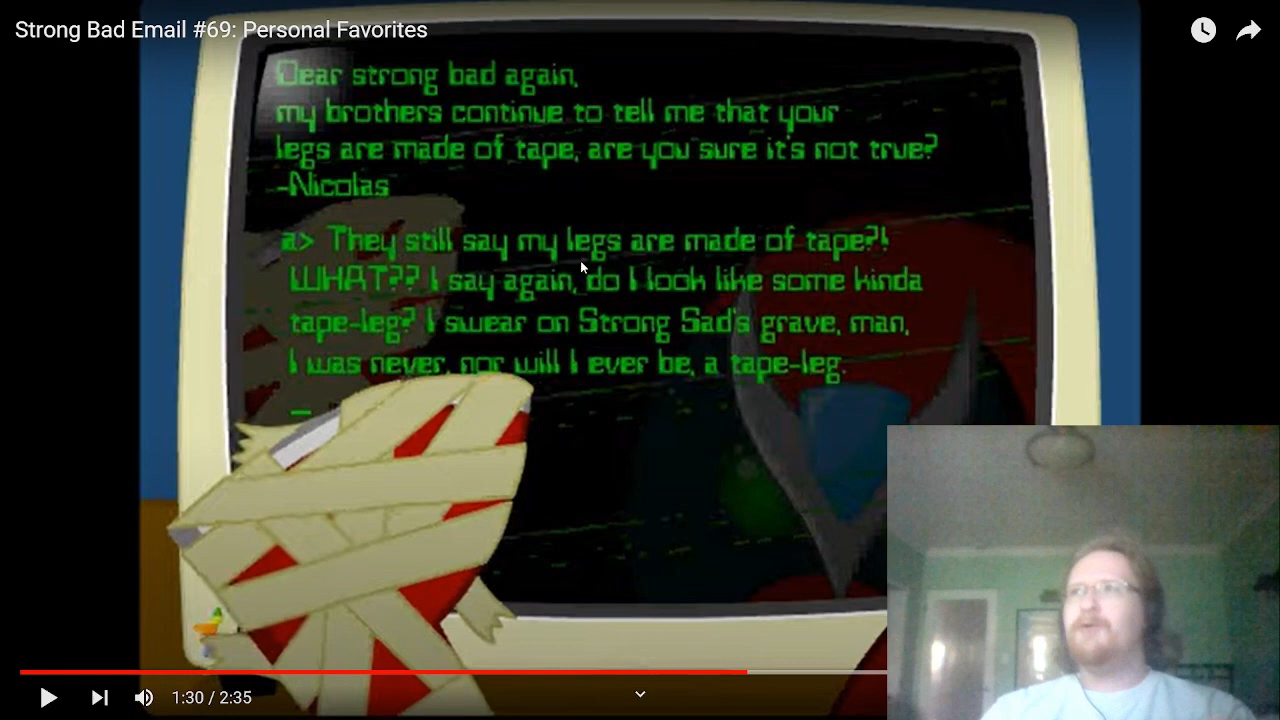 Strong Bad Email #69: Personal Favorites
Dear strong bad again,
my brothers continue to tell me that your
legs are made of tape, are you sure it's not true?
-Nicolas
a> They still say my legs are made of tape?!
WHAT?? I say again, do I look like some kinda
tape-leg? I swear on Strong Sad's grave, man,
I was never, nor will I ever be, a tape-leg.
_
1:30 / 2:35